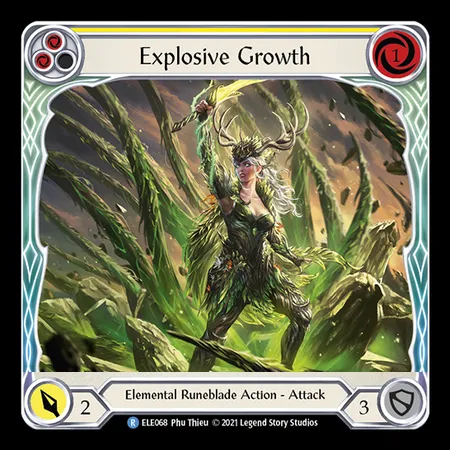 Explosive Growth
1
Elemental Runeblade Action - Attack
2
3
R ELE068 Phu Thieu © 2021 Legend Story Studios